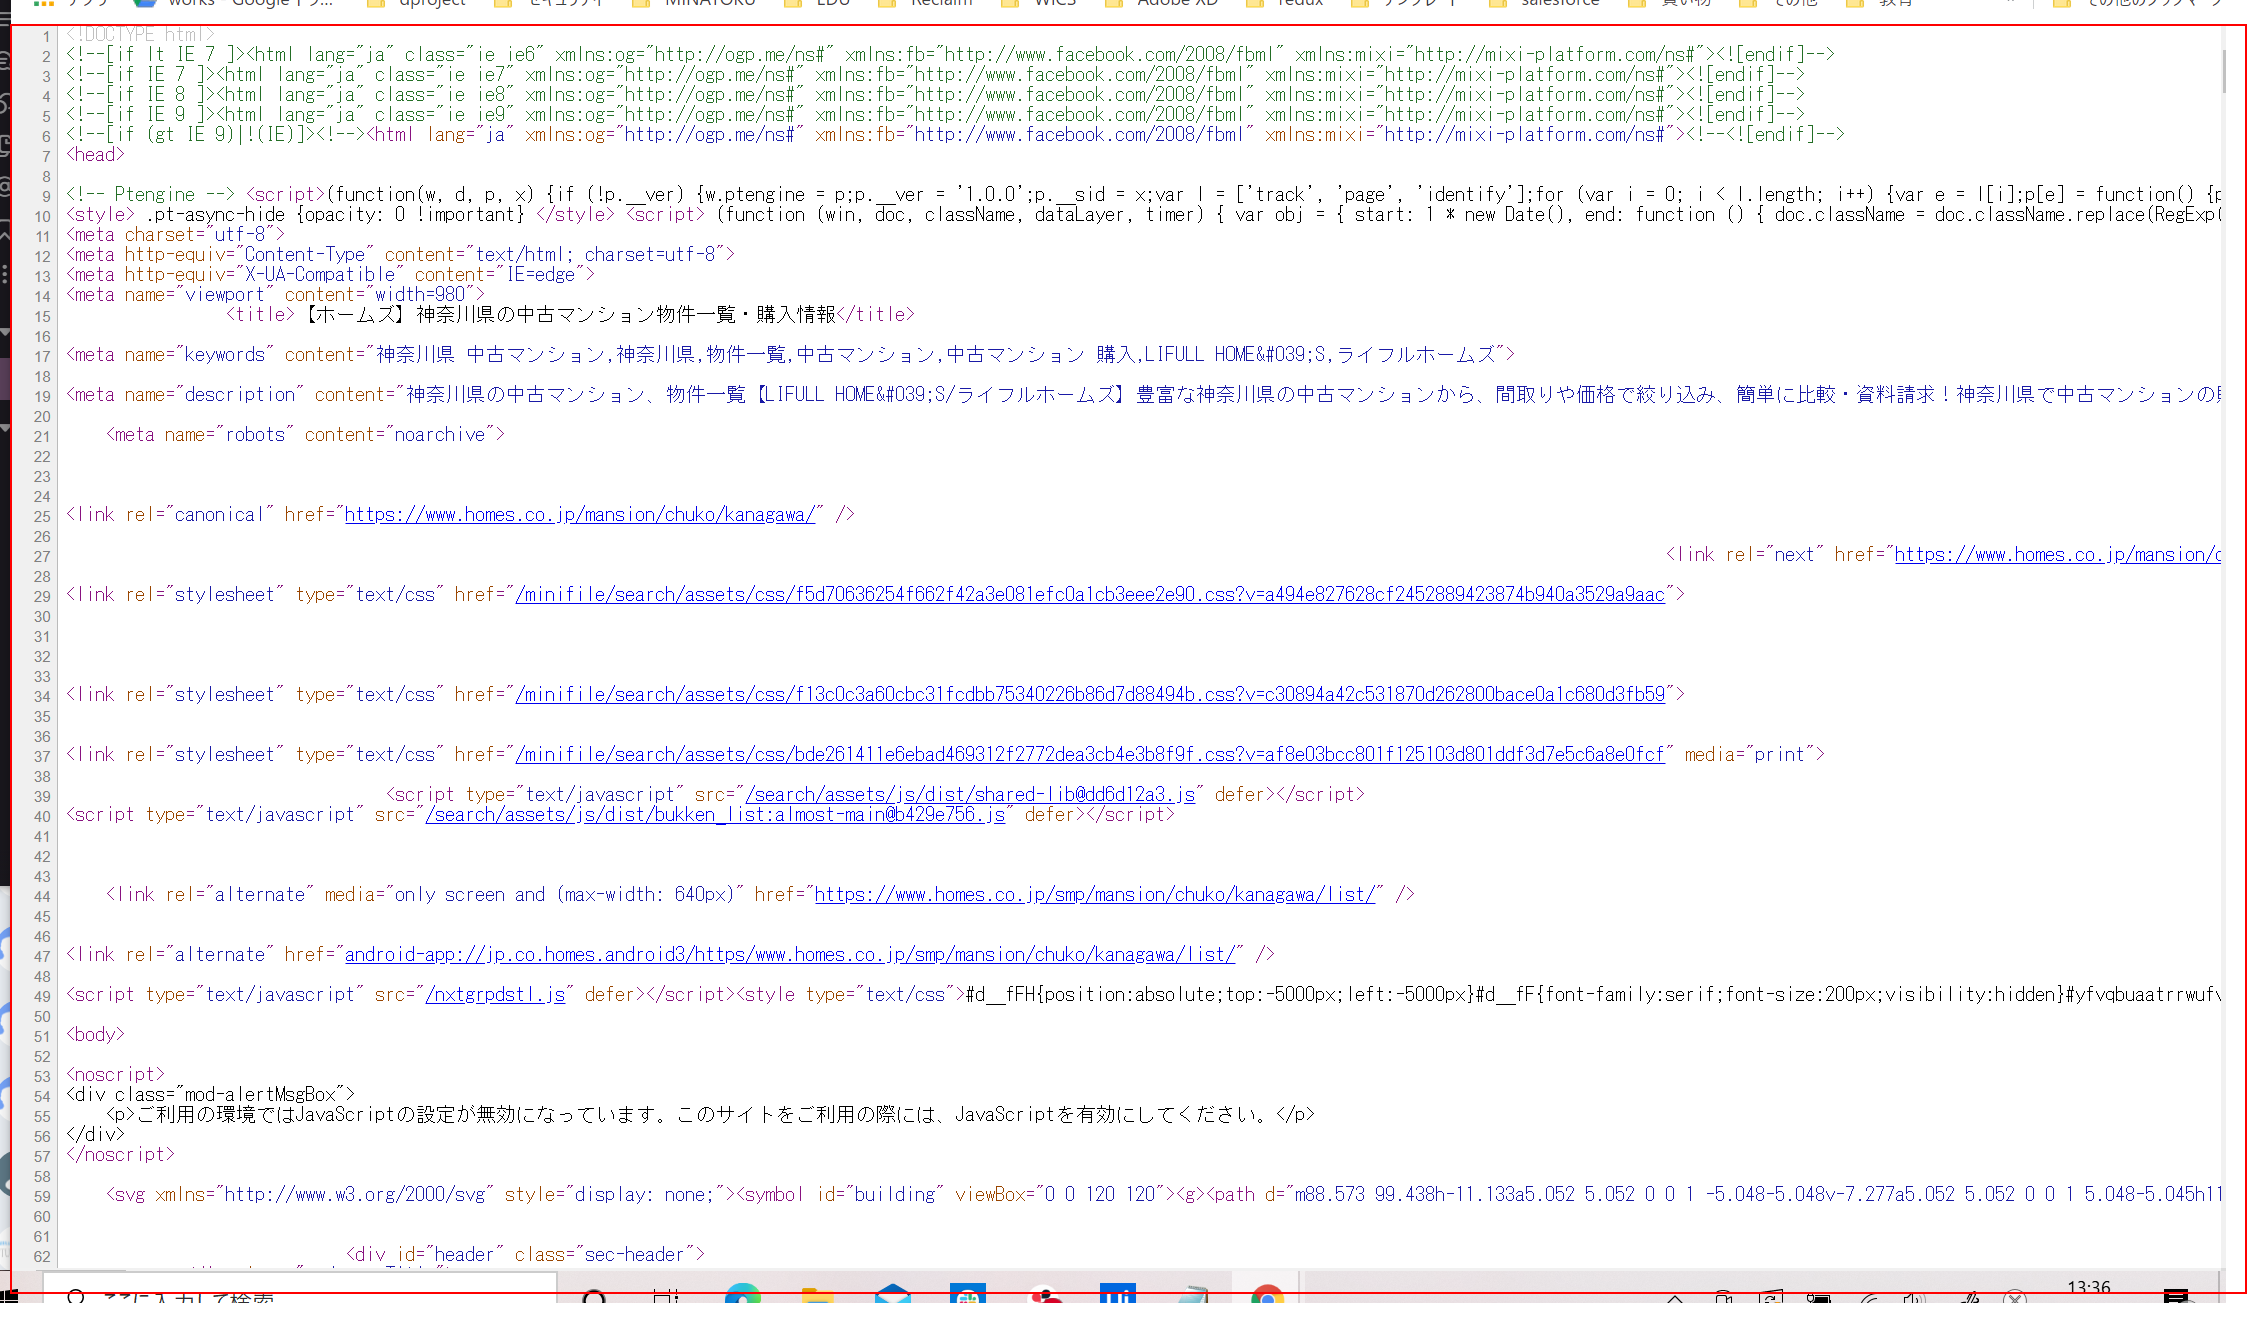 dproject
MINATOKU
EDU
Reclaim
WICS
Adobe XD
redux
salesforce
1 <!DOCTYPE html>
2 <!--[if lt IE 7 ]><html lang="ja" class="ie ie6" xmlns:og="http://ogp.me/ns#" xmlns:fb="http://www.facebook.com/2008/fbml" xmlns:mixi="http://mixi-platform.com/ns#"><![endif]-->
3 <!--[if IE 7 ]><html lang="ja" class="ie ie7" xmlns:og="http://ogp.me/ns#" xmlns:fb="http://www.facebook.com/2008/fbml" xmlns:mixi="http://mixi-platform.com/ns#"><![endif]-->
4 <!--[if IE 8 ]><html lang="ja" class="ie ie8" xmlns:og="http://ogp.me/ns#" xmlns:fb="http://www.facebook.com/2008/fbml" xmlns:mixi="http://mixi-platform.com/ns#"><![endif]-->
5 <!--[if IE 9 ]><html lang="ja" class="ie ie9" xmlns:og="http://ogp.me/ns#" xmlns:fb="http://www.facebook.com/2008/fbml" xmlns:mixi="http://mixi-platform.com/ns#"><![endif]-->
6 <!--[if (gt IE 9)|!(IE)]><!--><html lang="ja" xmlns:og="http://ogp.me/ns#" xmlns:fb="http://www.facebook.com/2008/fbml" xmlns:mixi="http://mixi-platform.com/ns#"><!--<![endif]-->
7 <head>
8
9 <!-- Ptengine --> <script>(function(w, d, p, x) {if (!p.__ver) {w.ptengine = p;p.__ver = '1.0.0';p.__sid = x;var l = ['track', 'page', 'identify'];for (var i = 0; i < l.length; i++) {var e = l[i];p[e] = function() {p
10 <style> .pt-async-hide {opacity: 0 !important} </style> <script> (function (win, doc, className, dataLayer, timer) { var obj = { start: 1 * new Date(), end: function () { doc.className = doc.className.replace(RegExp(
11 <meta charset="utf-8">
12 <meta http-equiv="Content-Type" content="text/html; charset=utf-8">
13 <meta http-equiv="X-UA-Compatible" content="IE=edge">
14 <meta name="viewport" content="width=980">
15 <title>【ホームズ】神奈川県の中古マンション物件一覧・購入情報</title>
16
17 <meta name="keywords" content="神奈川県 中古マンション,神奈川県,物件一覧,中古マンション,中古マンション 購入,LIFULL HOME&#039;S,ライフルホームズ">
18
19 <meta name="description" content="神奈川県の中古マンション、物件一覧【LIFULL HOME&#039;S/ライフルホームズ】豊富な神奈川県の中古マンションから、間取りや価格で絞り込み、簡単に比較・資料請求！神奈川県で中古マンションの
20
21 <meta name="robots" content="noarchive">
22
23
24
25 <link rel="canonical" href="https://www.homes.co.jp/mansion/chuko/kanagawa/" />
26
27 <link rel="next" href="https://www.homes.co.jp/mansion/c
28
29 <link rel="stylesheet" type="text/css" href="/minifile/search/assets/css/f5d70636254f662f42a3e081efc0a1cb3eee2e90.css?v=a494e827628cf2452889423874b940a3529a9aac">
30
31
32
33
34 <link rel="stylesheet" type="text/css" href="/minifile/search/assets/css/f13c0c3a60cbc31fcdbb75340226b86d7d88494b.css?v=c30894a42c531870d262800bace0a1c680d3fb59">
35
36
37 <link rel="stylesheet" type="text/css" href="/minifile/search/assets/css/bde261411e6ebad469312f2772dea3cb4e3b8f9f.css?v=af8e03bcc801f125103d801ddf3d7e5c6a8e0fcf" media="print">
38
39 <script type="text/javascript" src="/search/assets/js/dist/shared-lib@dd6d12a3.js" defer></script>
40 <script type="text/javascript" src="/search/assets/js/dist/bukken_list:almost-main@b429e756.js" defer></script>
41
42
43
44 <link rel="alternate" media="only screen and (max-width: 640px)" href="https://www.homes.co.jp/smp/mansion/chuko/kanagawa/list/" />
45
46
47 <link rel="alternate" href="android-app://jp.co.homes.android3/https/www.homes.co.jp/smp/mansion/chuko/kanagawa/list/" />
48
49 <script type="text/javascript" src="/nxtgrpdstl.js" defer></script><style type="text/css">#d__fFH{position:absolute;top:-5000px;left:-5000px}#d__fF{font-family:serif;font-size:200px;visibility:hidden}#yfvqbuaatrrwufv
50
51 <body>
52
53 <noscript>
54 <div class="mod-alertMsgBox">
55 <p>ご利用の環境ではJavaScriptの設定が無効になっています。このサイトをご利用の際には、JavaScriptを有効にしてください。</p>
56 </div>
57 </noscript>
58
59 <svg xmlns="http://www.w3.org/2000/svg" style="display: none;"><symbol id="building" viewBox="0 0 120 120"><g><path d="m88.573 99.438h-11.133a5.052 5.052 0 0 1 -5.048-5.048v-7.277a5.052 5.052 0 0 1 5.048-5.045h11
60
61
62 <div id="header" class="sec-header">
ここに入力して検索
13:36